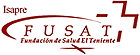 Isapre
FUSAT
Fundación de Salud El Teniente